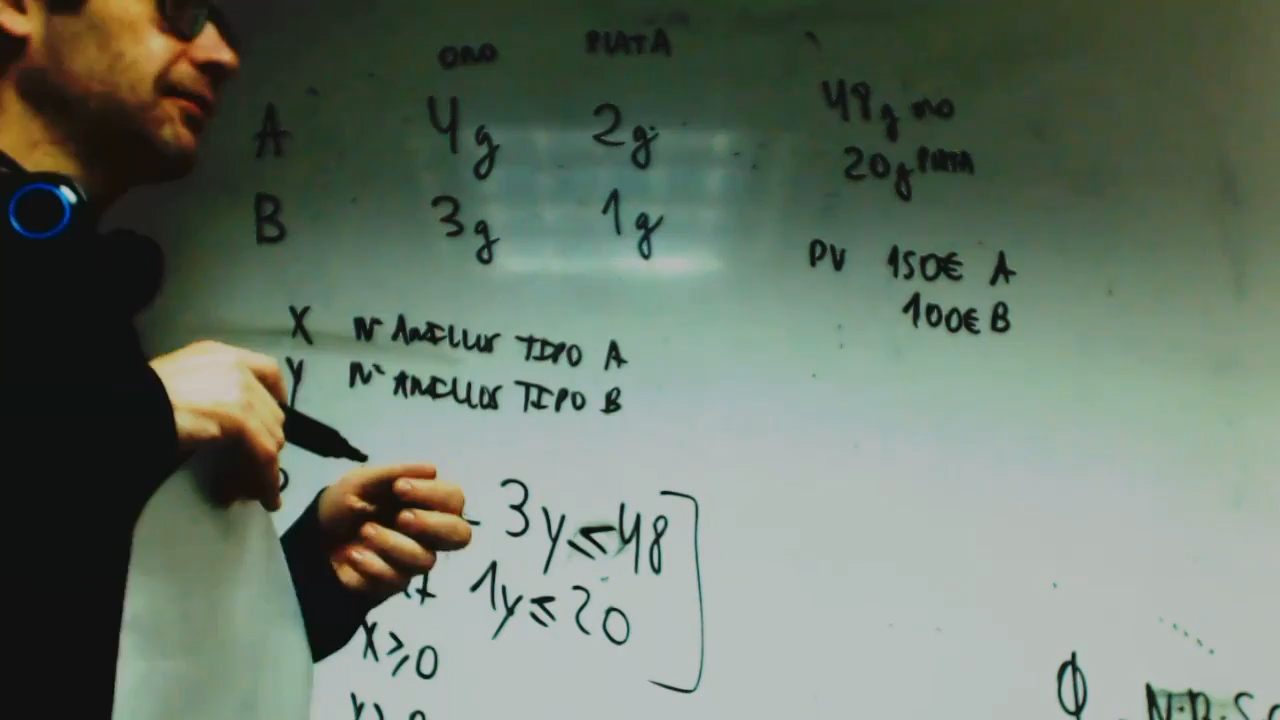 ORO PLATA
A 4g 2g
B 3g 1g
48g oro
20g PLATA
PV 150€ A
100€ B
X Nº ANILLOS TIPO A
Y Nº ANILLOS TIPO B
3y ≤ 48
1y ≤ 20
x ≥ 0
y ≥ 0